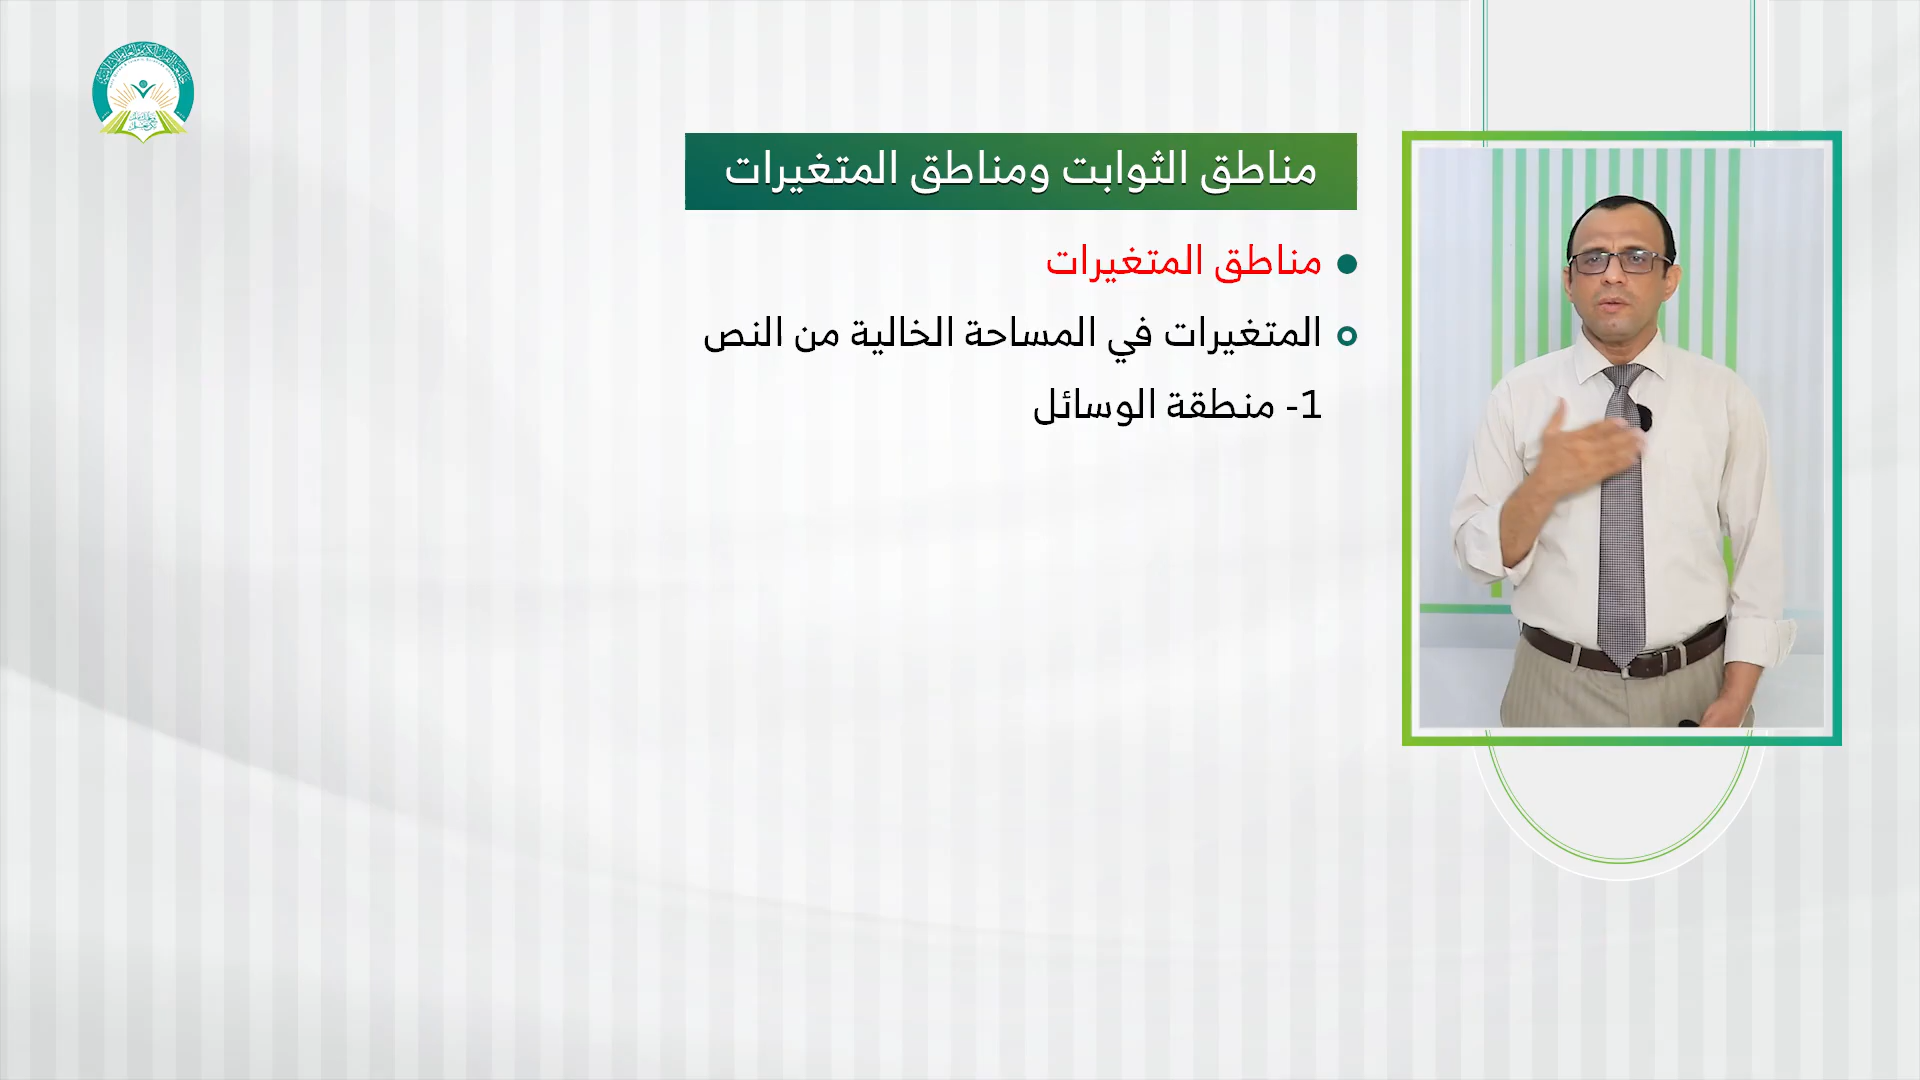 مناطق الثوابت ومناطق المتغيرات
مناطق المتغيرات
المتغيرات في المساحة الخالية من النص
1- منطقة الوسائل